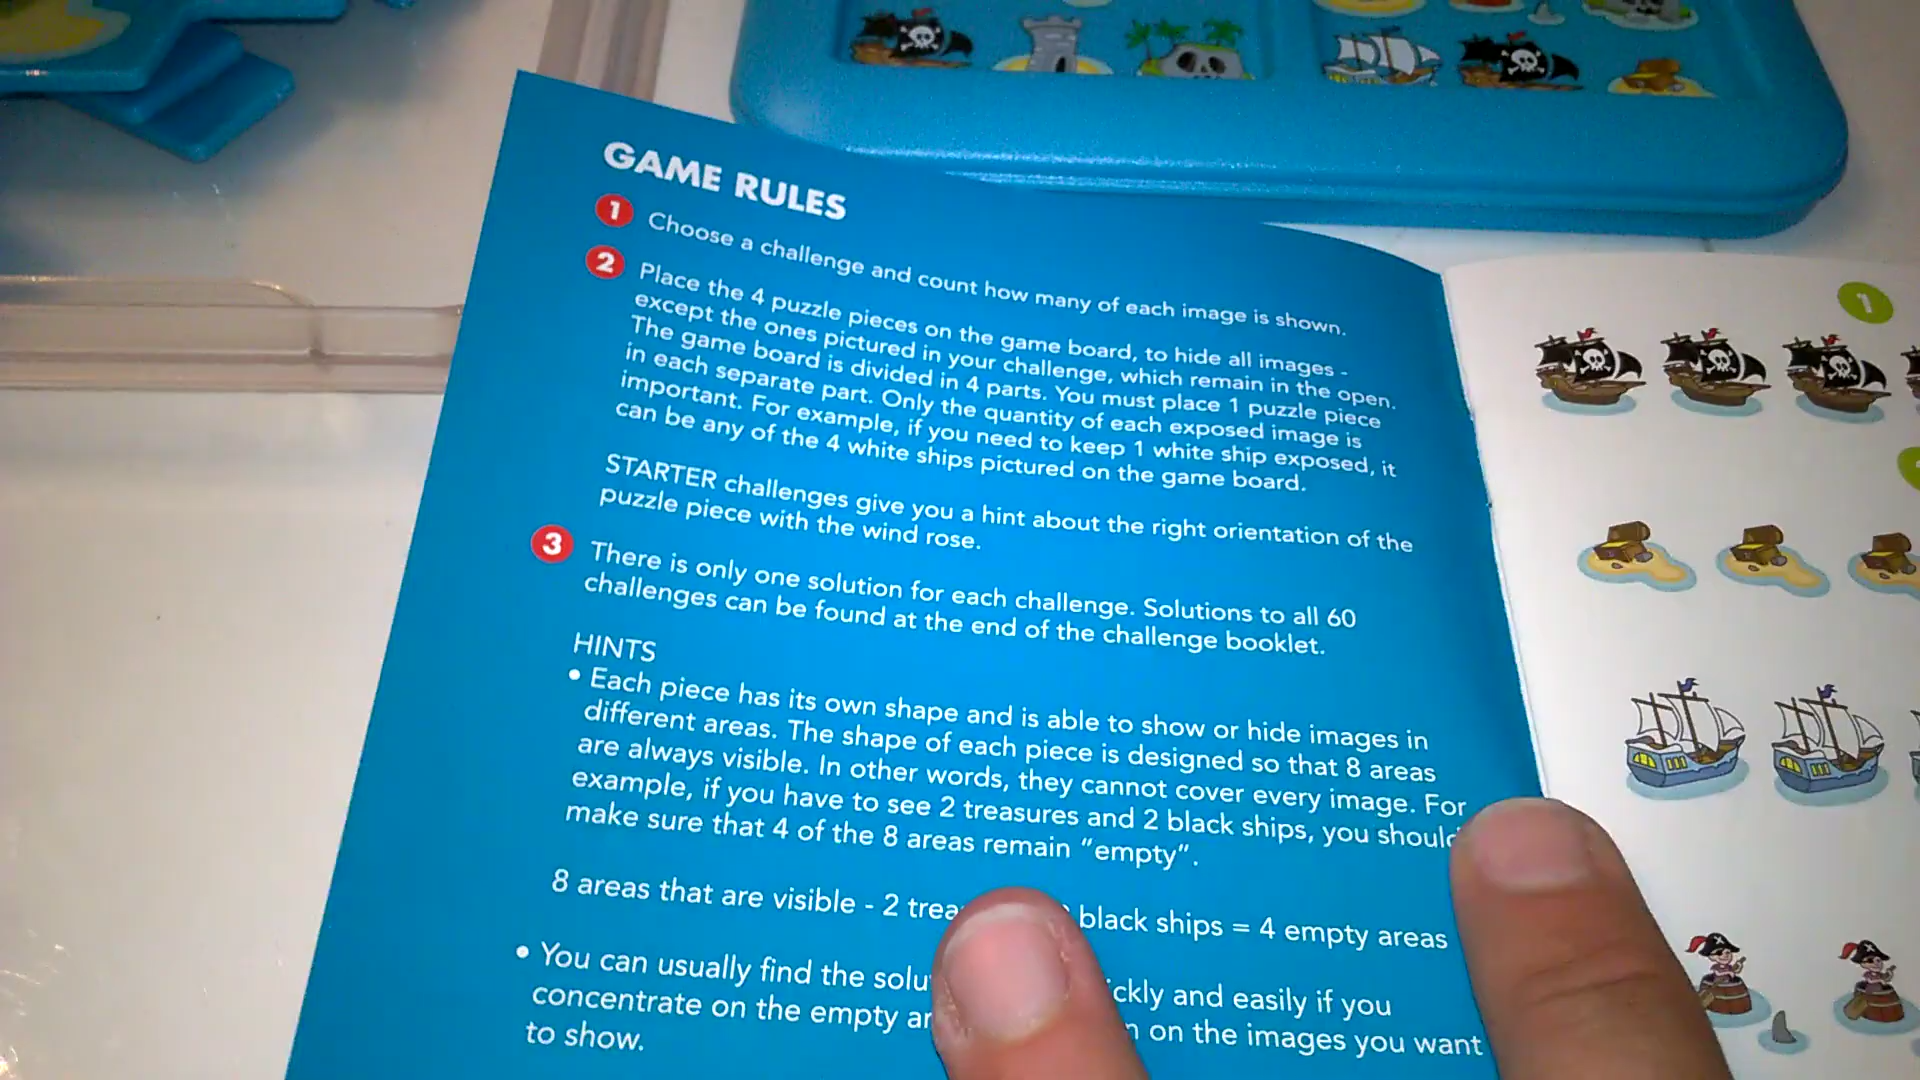 GAME RULES
1 Choose a challenge and count how many of each image is shown.
2 Place the 4 puzzle pieces on the game board, to hide all images -
except the ones pictured in your challenge, which remain in the open.
The game board is divided in 4 parts. You must place 1 puzzle piece
in each separate part. Only the quantity of each exposed image is
important. For example, if you need to keep 1 white ship exposed, it
can be any of the 4 white ships pictured on the game board.
STARTER challenges give you a hint about the right orientation of the
puzzle piece with the wind rose.
3 There is only one solution for each challenge. Solutions to all 60
challenges can be found at the end of the challenge booklet.
HINTS
• Each piece has its own shape and is able to show or hide images in
different areas. The shape of each piece is designed so that 8 areas
are always visible. In other words, they cannot cover every image. For
example, if you have to see 2 treasures and 2 black ships, you should
make sure that 4 of the 8 areas remain "empty".
8 areas that are visible - 2 black ships = 4 empty areas
• You can usually find the and easily if you
concentrate on the empty on the images you want
to show.
1